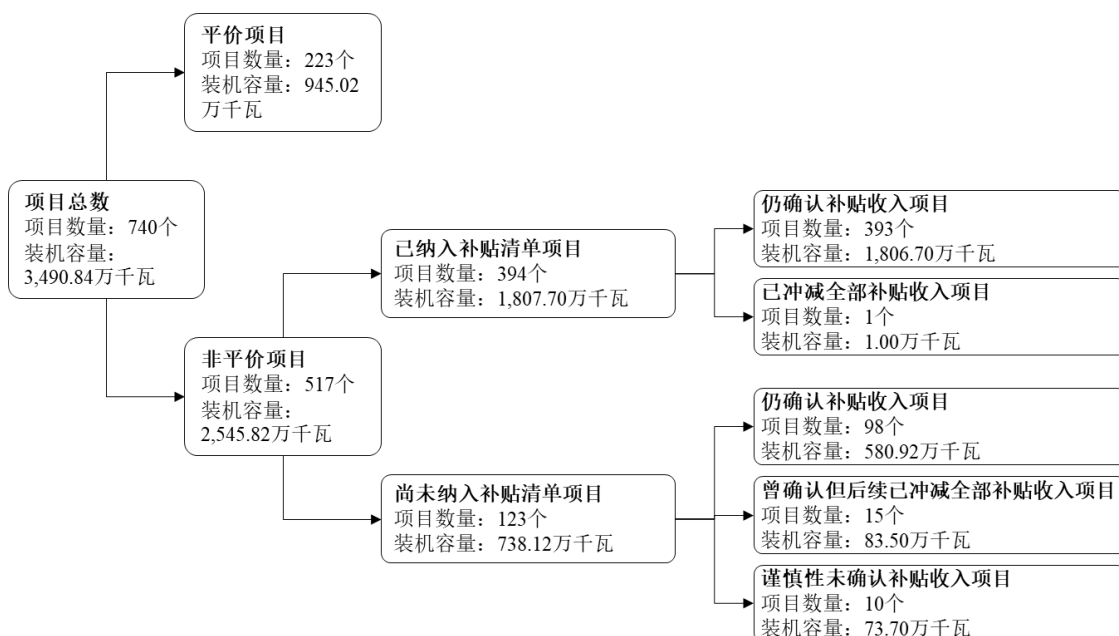 平价项目
项目数量：223个
装机容量：945.02
万千瓦
项目总数
项目数量：740个
装机容量：
3,490.84万千瓦
非平价项目
项目数量：517个
装机容量：
2,545.82万千瓦
已纳入补贴清单项目
项目数量：394个
装机容量：1,807.70万千瓦
尚未纳入补贴清单项目
项目数量：123个
装机容量：738.12万千瓦
仍确认补贴收入项目
项目数量：393个
装机容量：1,806.70万千瓦
已冲减全部补贴收入项目
项目数量：1个
装机容量：1.00万千瓦
仍确认补贴收入项目
项目数量：98个
装机容量：580.92万千瓦
曾确认但后续已冲减全部补贴收入项目
项目数量：15个
装机容量：83.50万千瓦
谨慎性未确认补贴收入项目
项目数量：10个
装机容量：73.70万千瓦